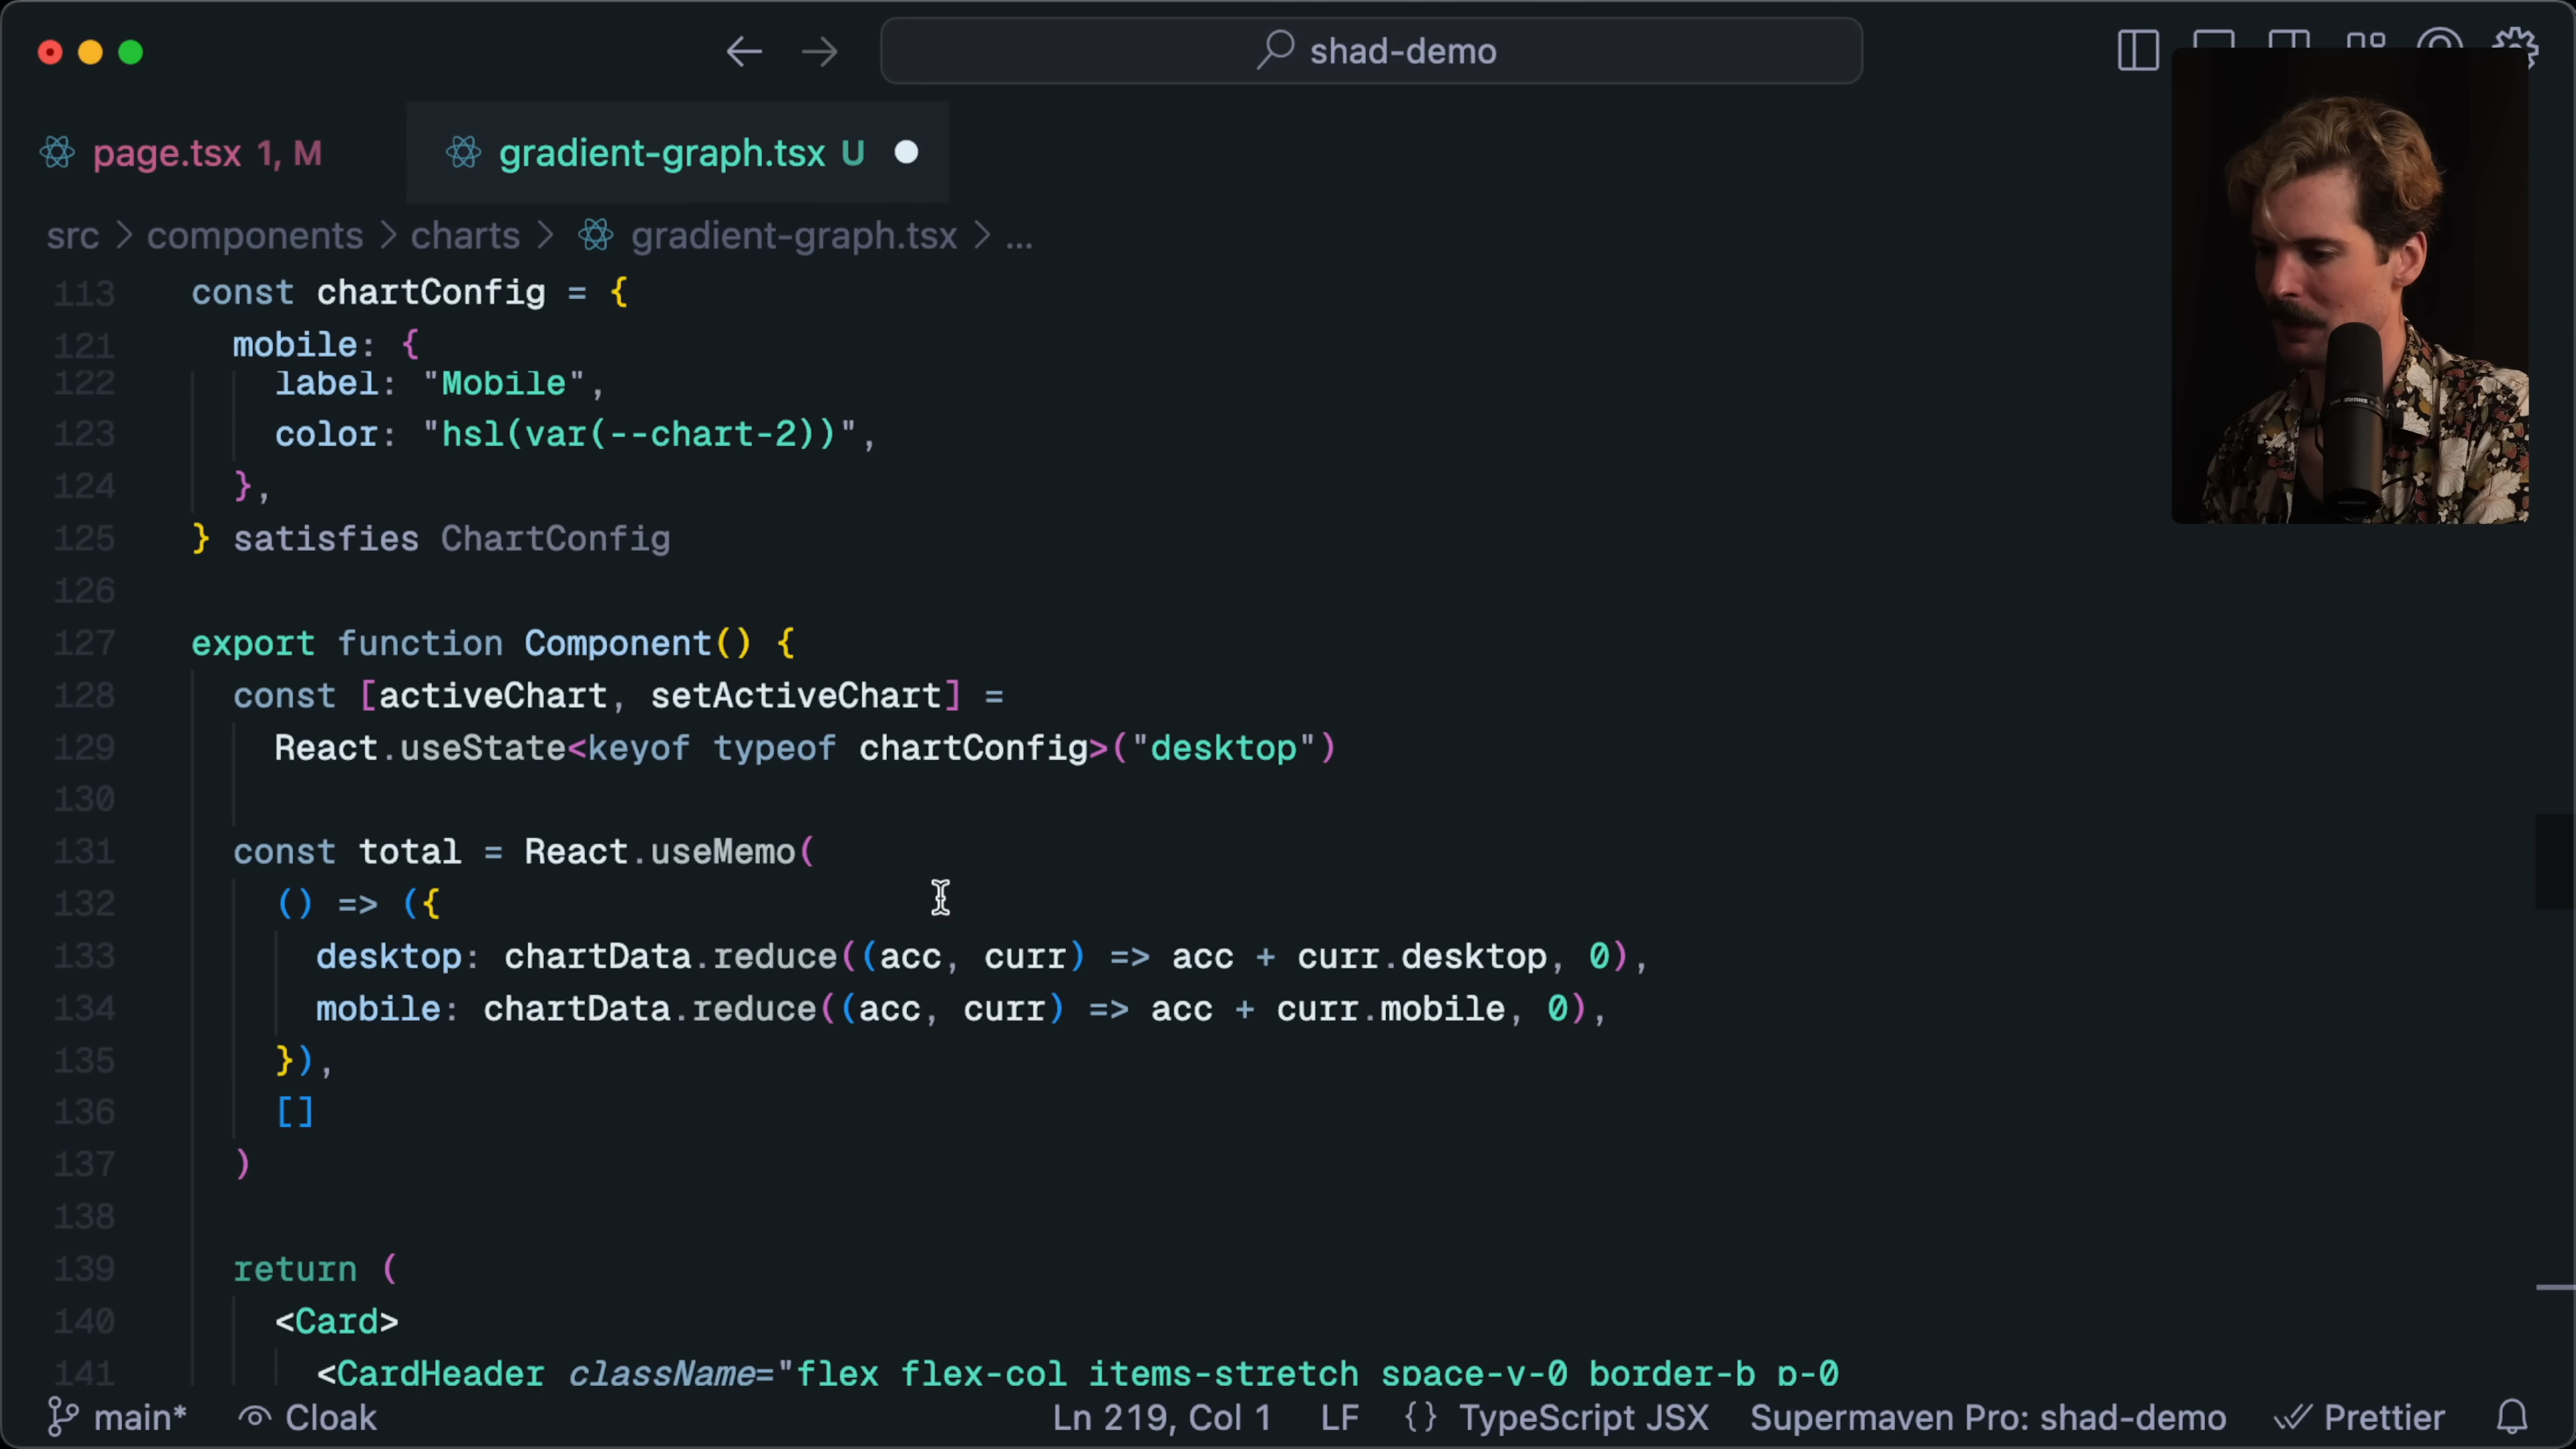 shad-demo
page.tsx 1, M
gradient-graph.tsx U
src > components > charts > gradient-graph.tsx > ...
113 const chartConfig = {
121 mobile: {
122 label: "Mobile",
123 color: "hsl(var(--chart-2))",
124 },
125 } satisfies ChartConfig
126
127 export function Component() {
128 const [activeChart, setActiveChart] =
129 React.useState<keyof typeof chartConfig>("desktop")
130
131 const total = React.useMemo(
132 () => ({
133 desktop: chartData.reduce((acc, curr) => acc + curr.desktop, 0),
134 mobile: chartData.reduce((acc, curr) => acc + curr.mobile, 0),
135 }),
136 []
137 )
138
139 return (
140 <Card>
141 <CardHeader className="flex flex-col items-stretch space-y-0 border-b p-0
main* Cloak Ln 219, Col 1 LF {} TypeScript JSX Supermaven Pro: shad-demo Prettier